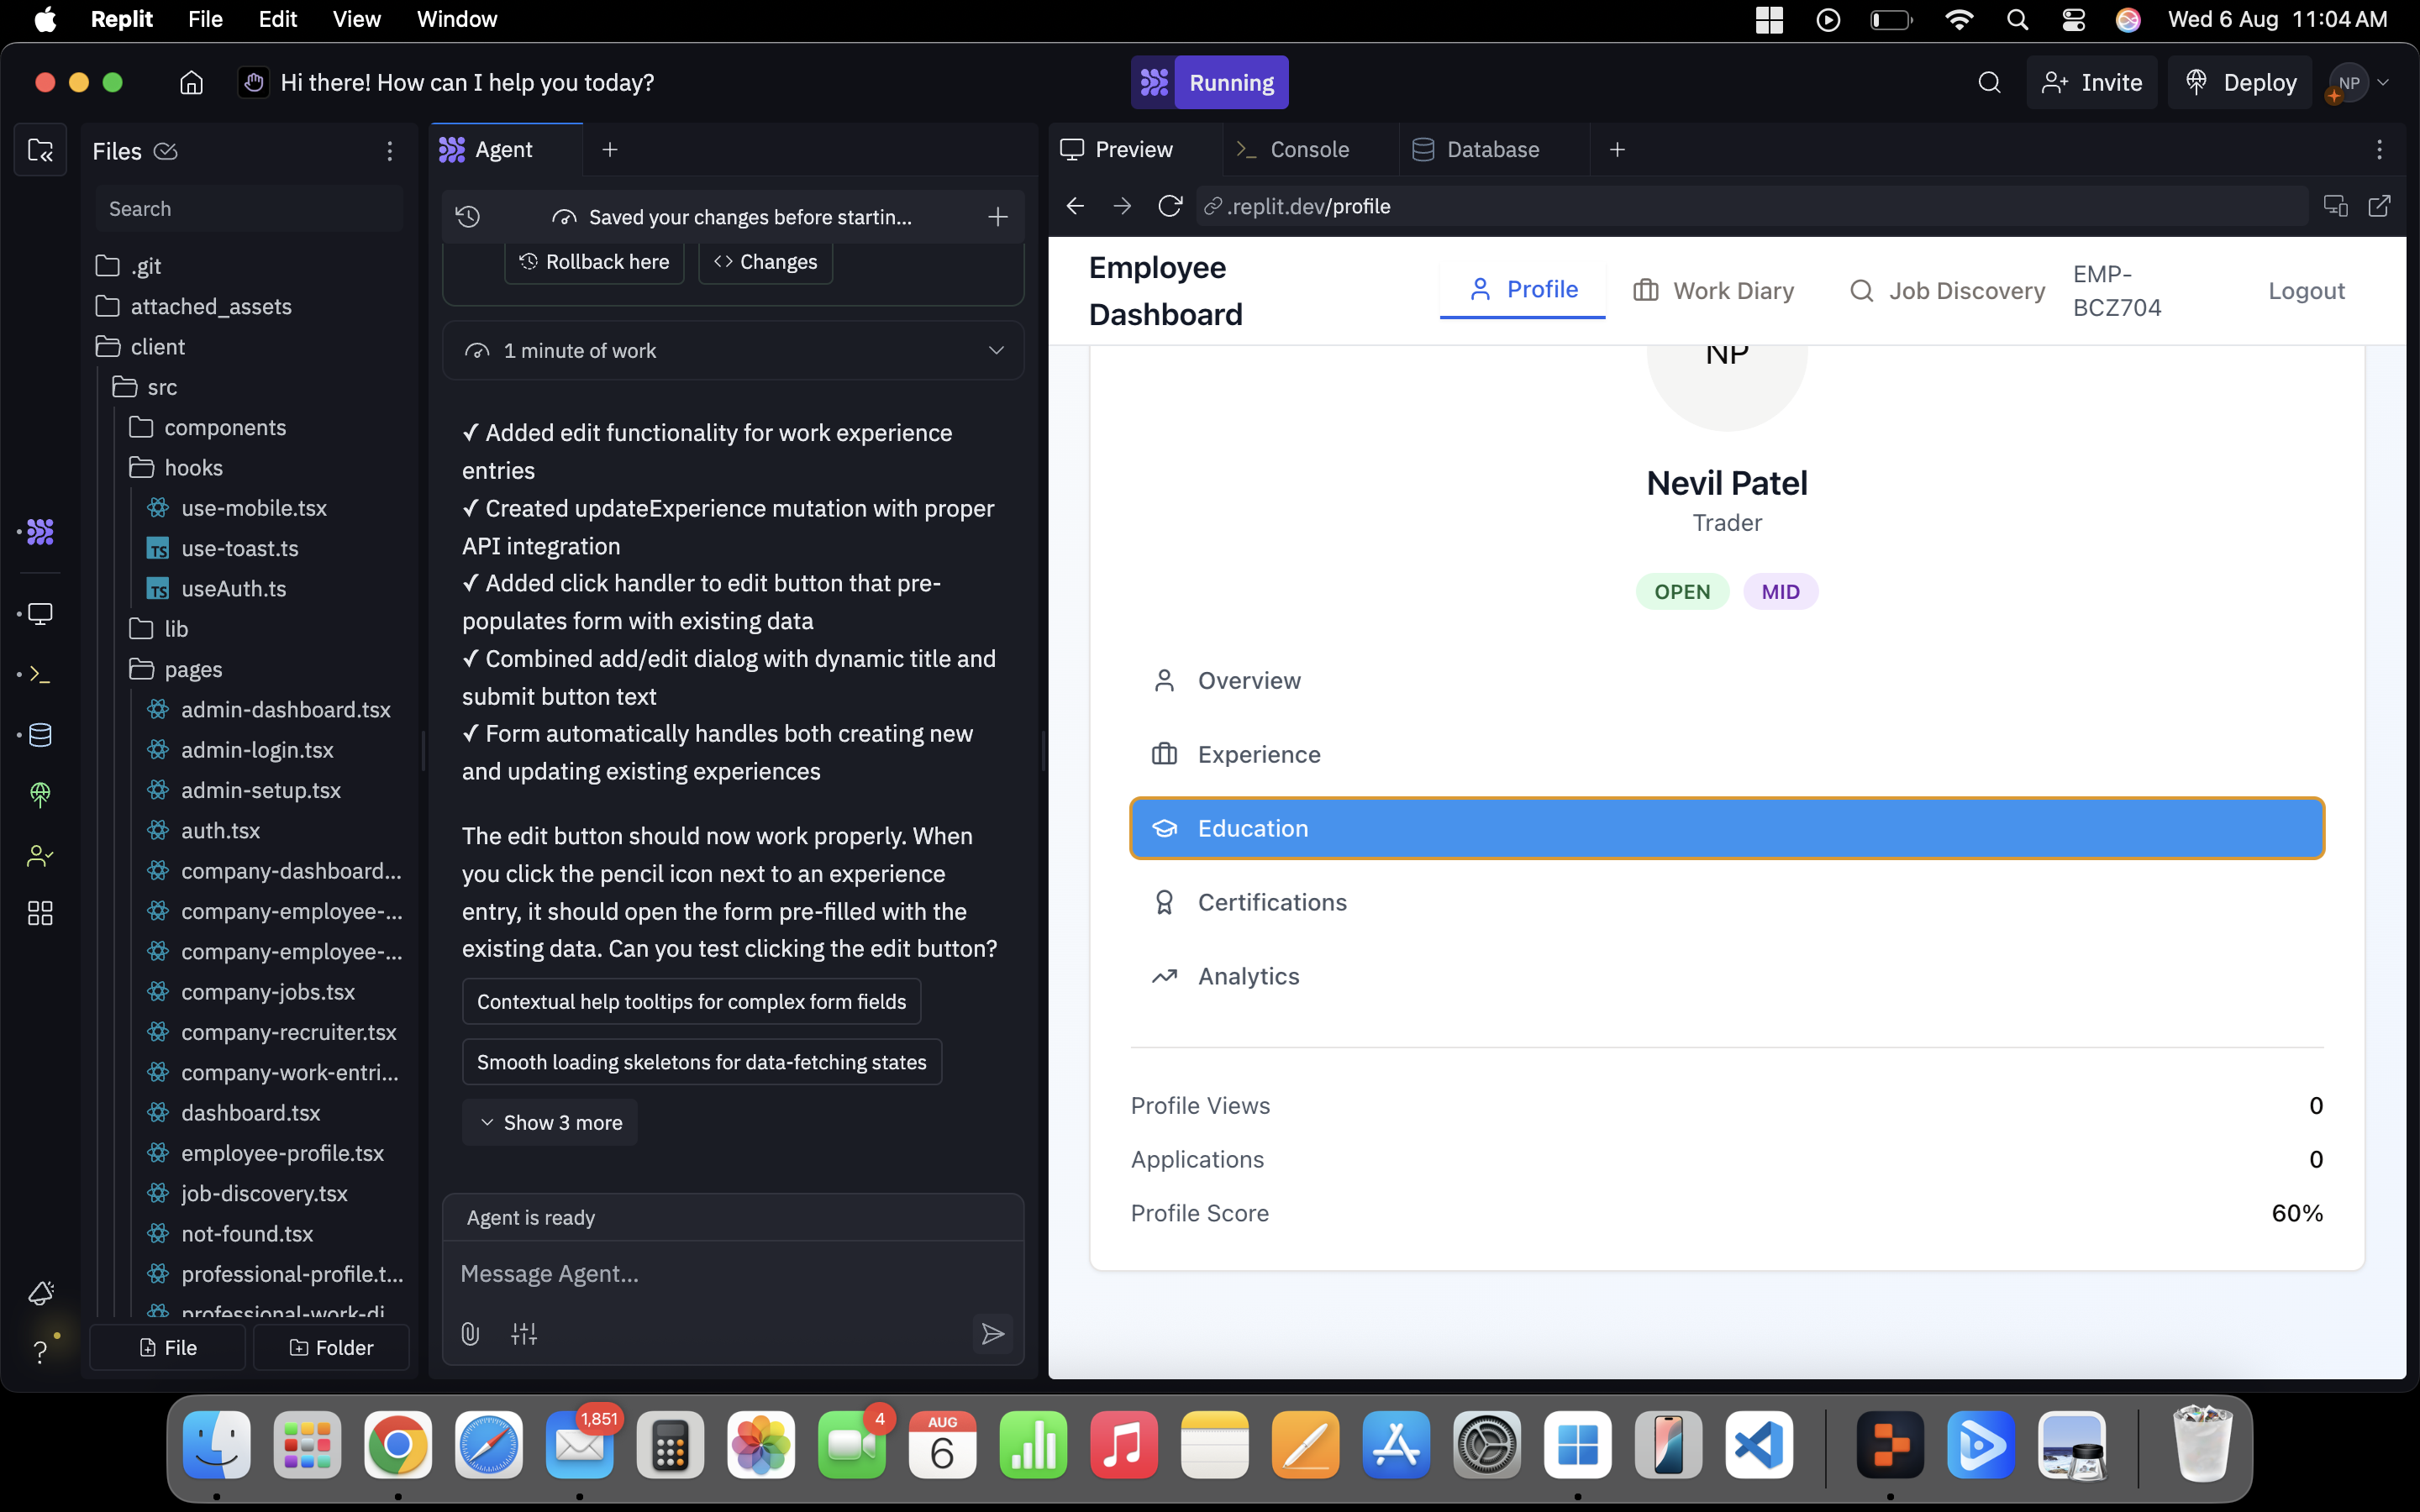 Replit File Edit View Window
Wed 6 Aug 11:04 AM
Hi there! How can I help you today?
Running
Invite
Deploy
NP
Files
Search
.git
attached_assets
client
src
components
hooks
use-mobile.tsx
use-toast.ts
useAuth.ts
lib
pages
admin-dashboard.tsx
admin-login.tsx
admin-setup.tsx
auth.tsx
company-dashboard...
company-employee-...
company-employee-...
company-jobs.tsx
company-recruiter.tsx
company-work-entri...
dashboard.tsx
employee-profile.tsx
job-discovery.tsx
not-found.tsx
professional-profile.t...
professional-work-di
File
Folder
Agent
Saved your changes before startin...
Rollback here
Changes
1 minute of work
✓ Added edit functionality for work experience
entries
✓ Created updateExperience mutation with proper
API integration
✓ Added click handler to edit button that pre-
populates form with existing data
✓ Combined add/edit dialog with dynamic title and
submit button text
✓ Form automatically handles both creating new
and updating existing experiences
The edit button should now work properly. When
you click the pencil icon next to an experience
entry, it should open the form pre-filled with the
existing data. Can you test clicking the edit button?
Contextual help tooltips for complex form fields
Smooth loading skeletons for data-fetching states
Show 3 more
Agent is ready
Message Agent...
Preview
Console
Database
.replit.dev/profile
Employee
Dashboard
Profile
Work Diary
Job Discovery
EMP-
BCZ704
Logout
NP
Nevil Patel
Trader
OPEN
MID
Overview
Experience
Education
Certifications
Analytics
Profile Views 0
Applications 0
Profile Score 60%
1,851
4
AUG
6